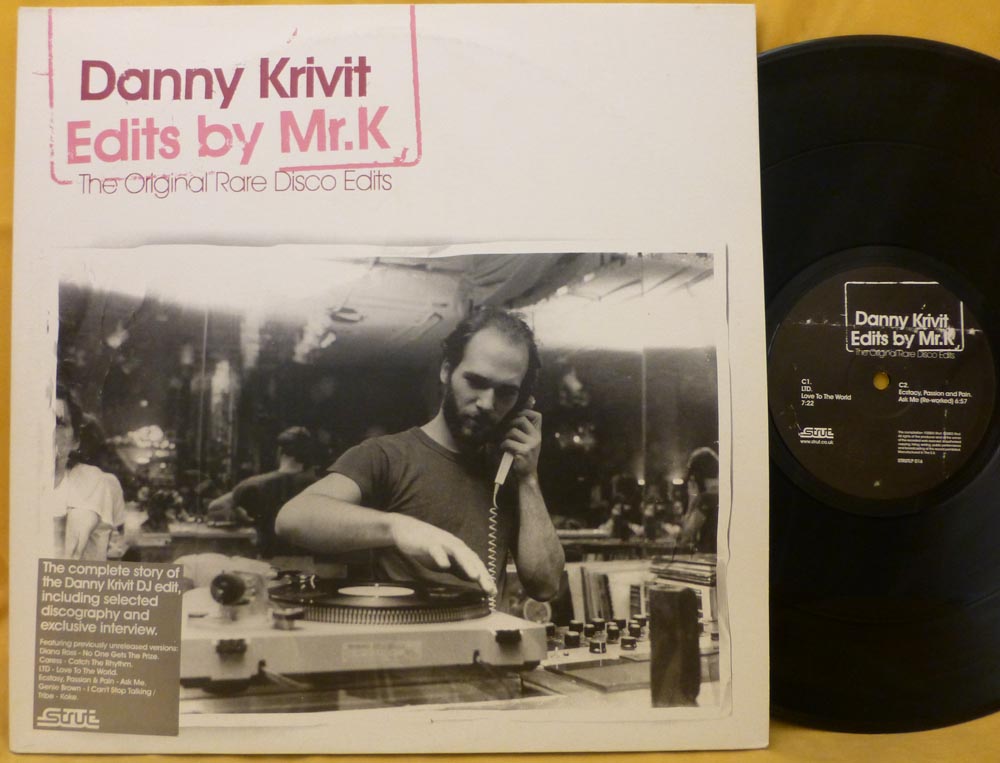 Danny Krivit
Edits by Mr.K
The Original Rare Disco Edits
The complete story of
the Danny Krivit DJ edit,
including selected
discography and
exclusive interview.
Featuring previously unreleased versions:
Diana Ross - No One Gets The Prize.
Caress - Catch The Rhythm.
LTD - Love To The World.
Ecstasy, Passion & Pain - Ask Me.
Genie Brown - I Can't Stop Talking /
Tribe - Koke.
Strut
Danny Krivit
Edits by Mr.K
The Original Rare Disco Edits
C1.
LTD.
Love To The World
7:22
C2.
Ecstacy, Passion and Pain.
Ask Me (Re-worked) 6:57
Strut
www.strut.co.uk
STRUTLP 016